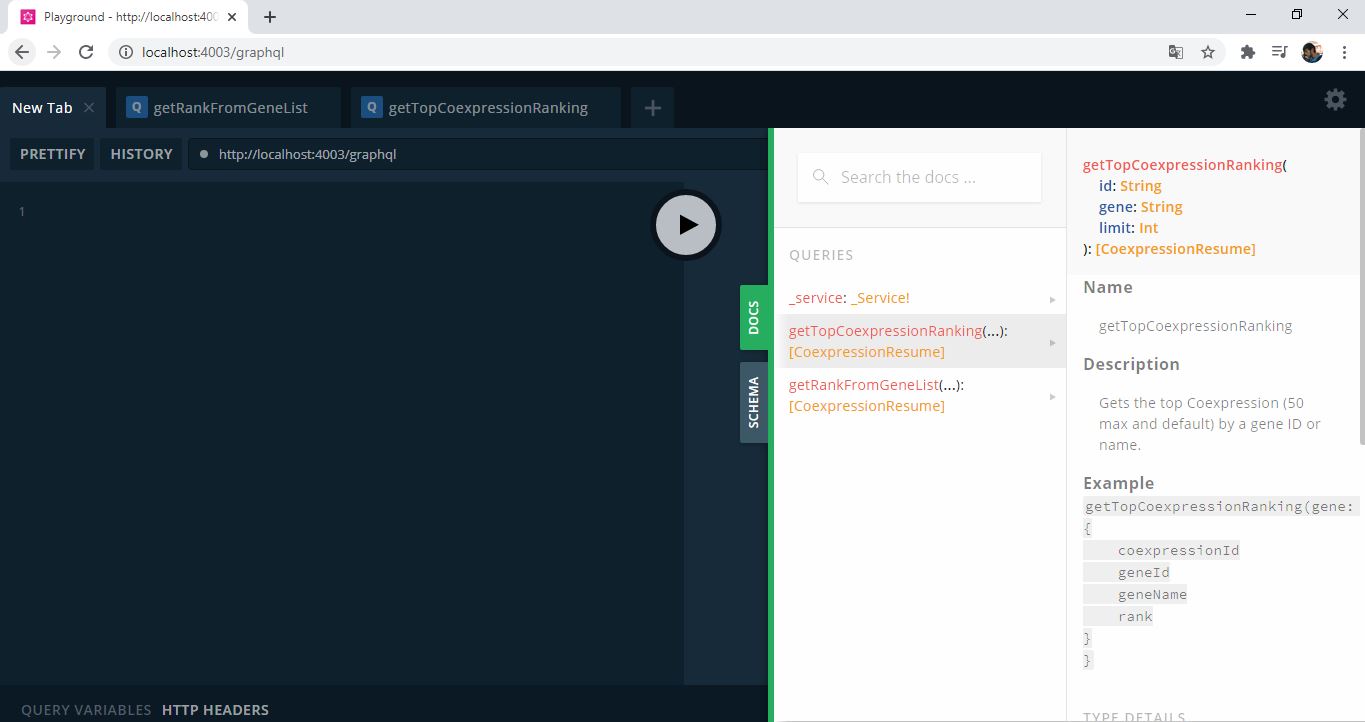 Playground - http://localhost:400
localhost:4003/graphql
New Tab
Q getRankFromGeneList
Q getTopCoexpressionRanking
PRETTIFY
HISTORY
http://localhost:4003/graphql
1
DOCS
SCHEMA
Search the docs ...
QUERIES
_service: _Service!
getTopCoexpressionRanking(...):
[CoexpressionResume]
getRankFromGeneList(...):
[CoexpressionResume]
getTopCoexpressionRanking(
id: String
gene: String
limit: Int
): [CoexpressionResume]
Name
getTopCoexpressionRanking
Description
Gets the top Coexpression (50
max and default) by a gene ID or
name.
Example
getTopCoexpressionRanking(gene:
{
coexpressionId
geneId
geneName
rank
}
}
TYPE DETAILS
QUERY VARIABLES
HTTP HEADERS